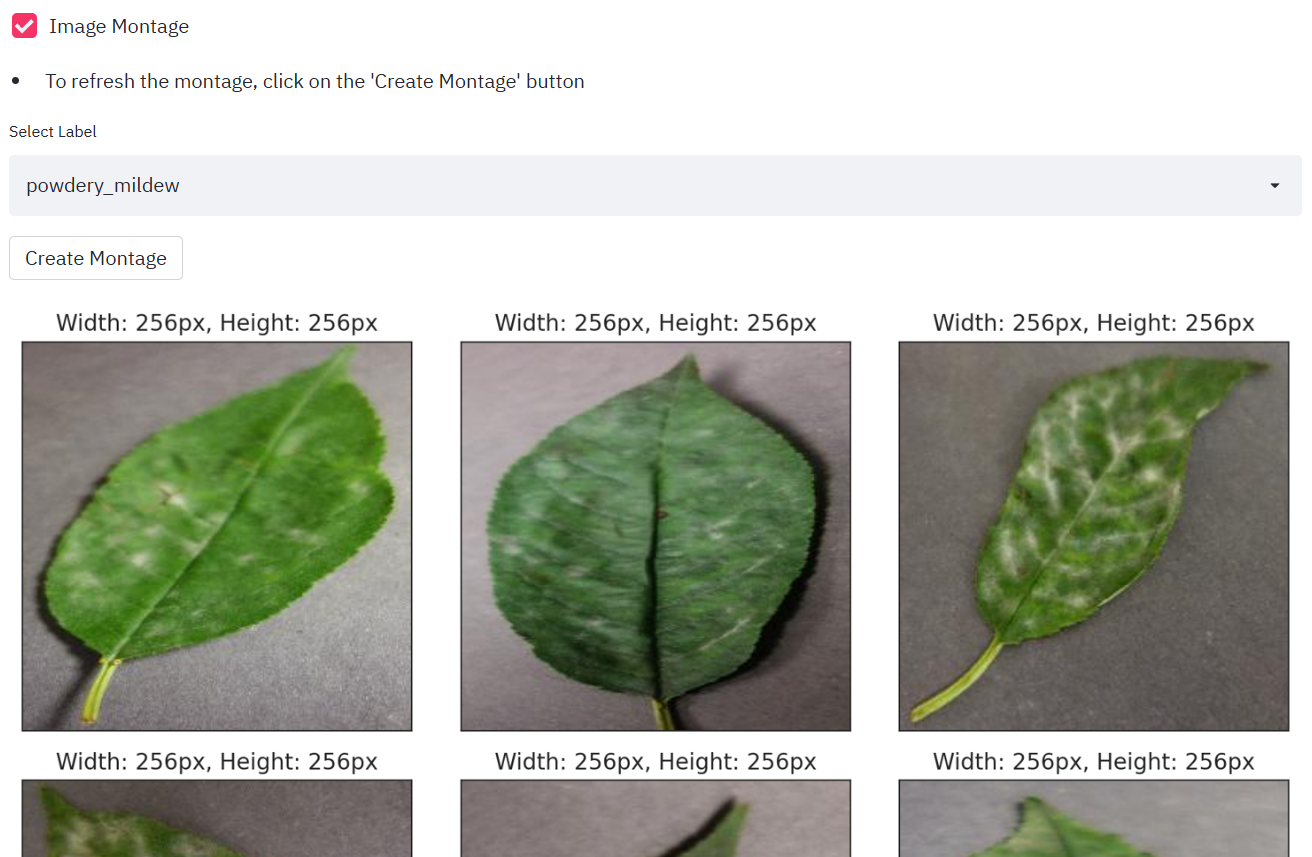 Image Montage
To refresh the montage, click on the 'Create Montage' button
Select Label
powdery_mildew
Create Montage
Width: 256px, Height: 256px
Width: 256px, Height: 256px
Width: 256px, Height: 256px
Width: 256px, Height: 256px
Width: 256px, Height: 256px
Width: 256px, Height: 256px